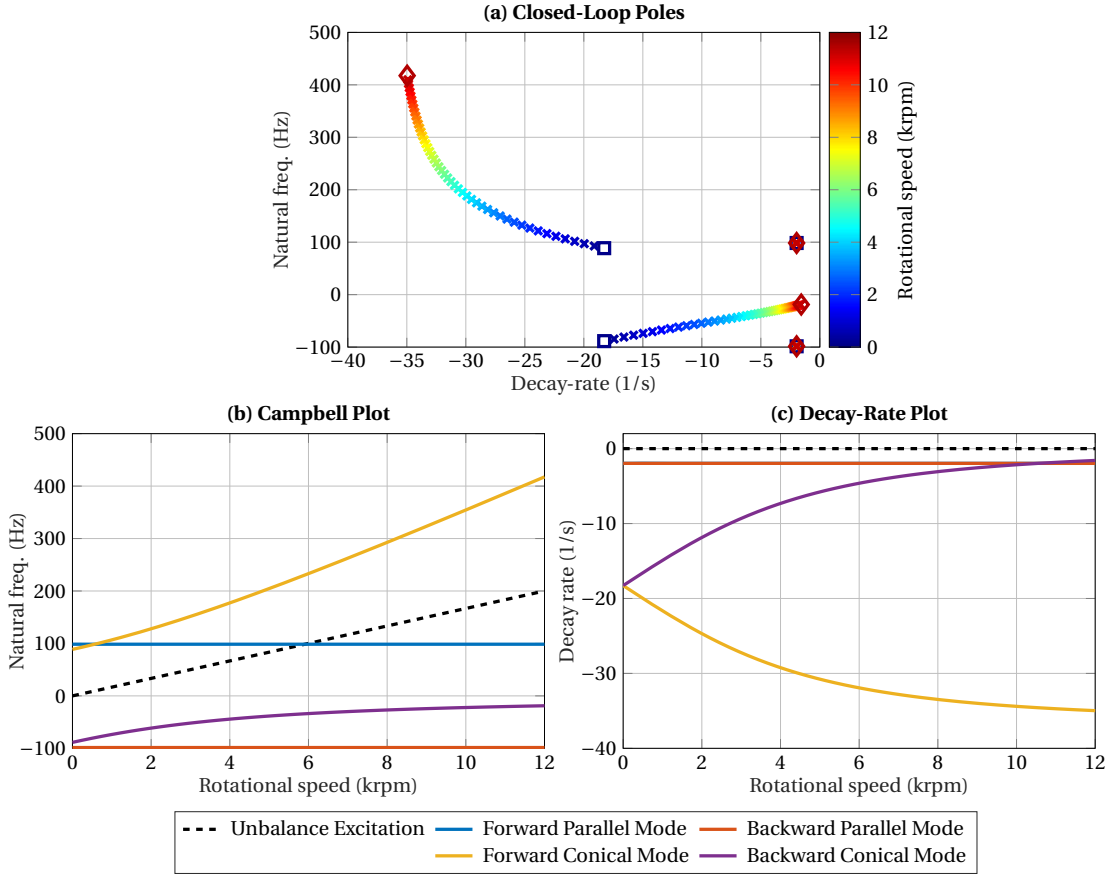 (a) Closed-Loop Poles
500
400
300
200
100
0
−100
Natural freq. (Hz)
−40 −35 −30 −25 −20 −15 −10 −5 0
Decay-rate (1/s)
12
10
8
6
4
2
0
Rotational speed (krpm)
(b) Campbell Plot
500
400
300
200
100
0
−100
Natural freq. (Hz)
0 2 4 6 8 10 12
Rotational speed (krpm)
(c) Decay-Rate Plot
0
−10
−20
−30
−40
Decay rate (1/s)
0 2 4 6 8 10 12
Rotational speed (krpm)
Unbalance Excitation Forward Parallel Mode Backward Parallel Mode
Forward Conical Mode Backward Conical Mode